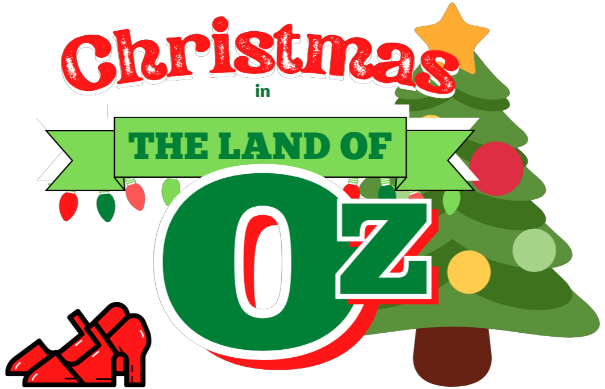 Christmas
in
THE LAND OF
Oz